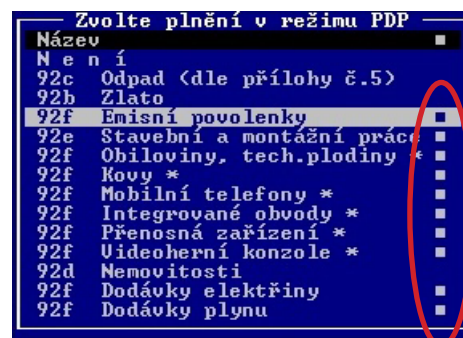 Zvolte plnění v režimu PDP
Název ■
N e n í
92c Odpad (dle přílohy č.5)
92b Zlato
92f Emisní povolenky ■
92e Stavební a montážní práce ■
92f Obiloviny, tech.plodiny * ■
92f Kovy * ■
92f Mobilní telefony * ■
92f Integrované obvody * ■
92f Přenosná zařízení * ■
92f Videoherní konzole * ■
92d Nemovitosti
92f Dodávky elektřiny ■
92f Dodávky plynu ■